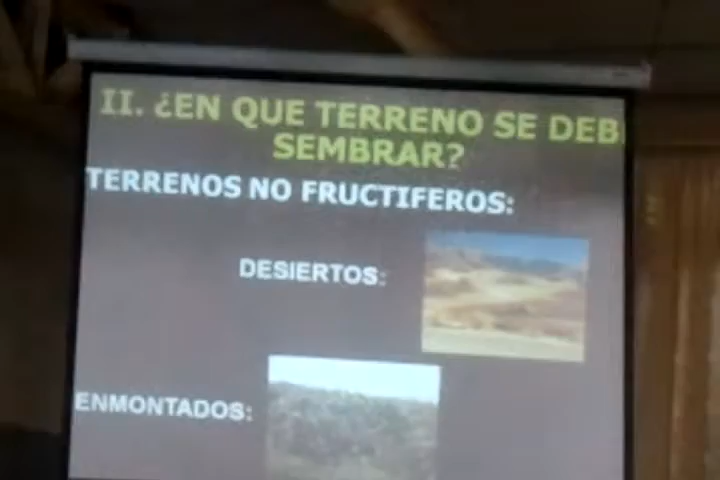 II. ¿EN QUE TERRENO SE DEB
SEMBRAR?
TERRENOS NO FRUCTIFEROS:
DESIERTOS:
ENMONTADOS: